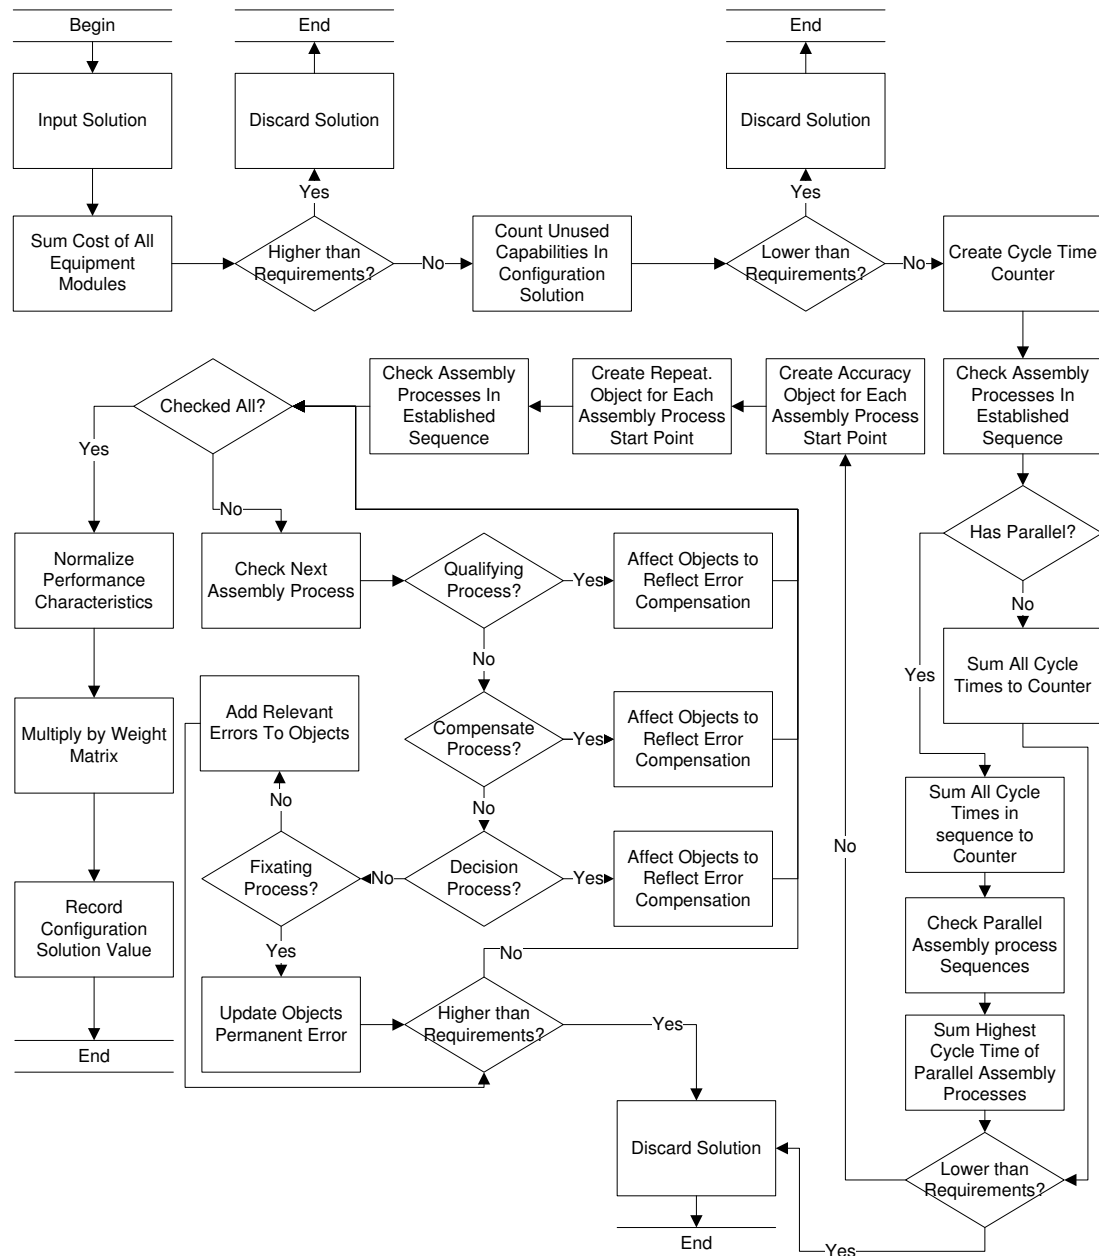 Begin
End
End
Input Solution
Discard Solution
Discard Solution
Yes
Yes
Sum Cost of All
Equipment
Modules
Higher than
Requirements?
No
Count Unused
Capabilities In
Configuration
Solution
Lower than
Requirements?
No
Create Cycle Time
Counter
Checked All?
Check Assembly
Processes In
Established
Sequence
Create Repeat.
Object for Each
Assembly Process
Start Point
Create Accuracy
Object for Each
Assembly Process
Start Point
Check Assembly
Processes In
Established
Sequence
Yes
No
Has Parallel?
Normalize
Performance
Characteristics
Check Next
Assembly Process
Qualifying
Process?
Yes
Affect Objects to
Reflect Error
Compensation
No
No
Yes
Sum All Cycle
Times to Counter
Multiply by Weight
Matrix
Add Relevant
Errors To Objects
Compensate
Process?
Yes
Affect Objects to
Reflect Error
Compensation
No
No
Sum All Cycle
Times in
sequence to
Counter
No
Fixating
Process?
No
Decision
Process?
Yes
Affect Objects to
Reflect Error
Compensation
Record
Configuration
Solution Value
Yes
No
Check Parallel
Assembly process
Sequences
Update Objects
Permanent Error
Higher than
Requirements?
Yes
Sum Highest
Cycle Time of
Parallel Assembly
Processes
End
Discard Solution
Lower than
Requirements?
End
Yes